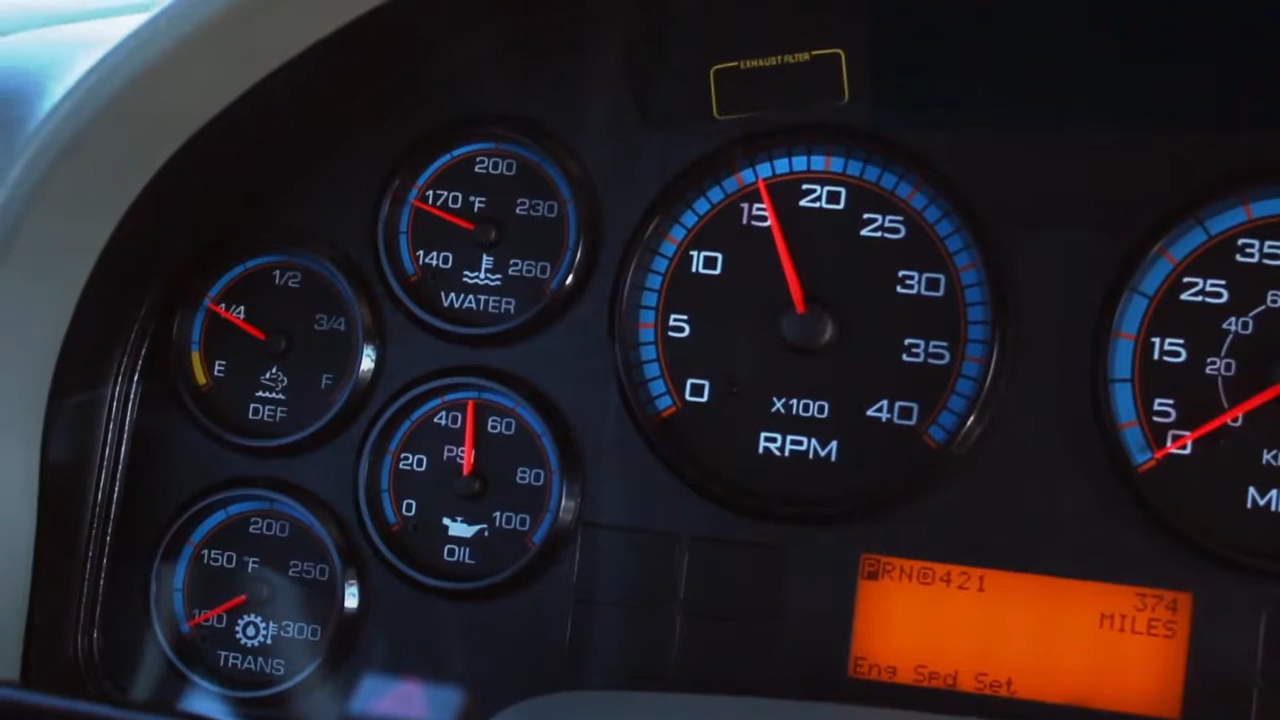 EXHAUST FILTER
200
170 °F
230
140
260
WATER
1/2
1/4
3/4
E
F
DEF
40
60
PSI
20
80
0
100
OIL
200
150 °F
250
100
300
TRANS
20
15
25
10
30
5
35
0
40
X100
RPM
35
25
15
5
0
40
20
0
PRND421
374
MILES
Eng Spd Set